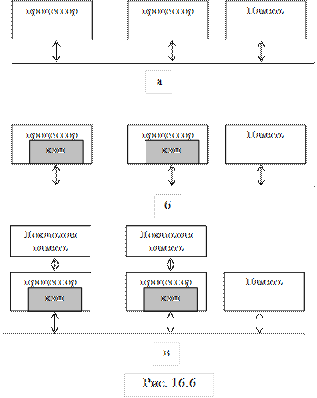 процессор процессор Память
а
процессор процессор Память
кэш кэш
б
Локальная Локальная
память память
процессор процессор Память
кэш кэш
в
Рис. 16.6